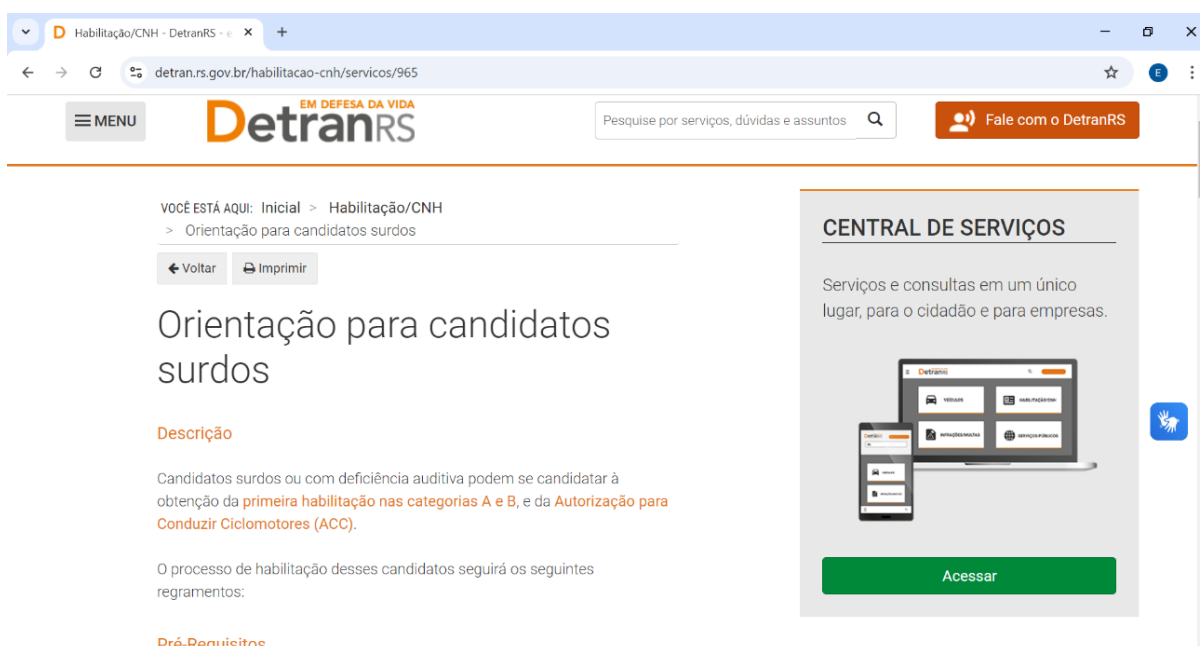 Habilitação/CNH - DetranRS - e
detran.rs.gov.br/habilitacao-cnh/servicos/965
E
MENU
EM DEFESA DA VIDA
DetranRS
Pesquise por serviços, dúvidas e assuntos
Fale com o DetranRS
VOCÊ ESTÁ AQUI: Inicial > Habilitação/CNH
> Orientação para candidatos surdos
Voltar
Imprimir
Orientação para candidatos
surdos
Descrição
Candidatos surdos ou com deficiência auditiva podem se candidatar à
obtenção da primeira habilitação nas categorias A e B, e da Autorização para
Conduzir Ciclomotores (ACC).
O processo de habilitação desses candidatos seguirá os seguintes
regramentos:
Pré-Requisitos
CENTRAL DE SERVIÇOS
Serviços e consultas em um único
lugar, para o cidadão e para empresas.
DetranRS
VEÍCULOS
HABILITAÇÃO/CNH
INFRAÇÕES/MULTAS
SERVIÇOS PÚBLICOS
Acessar